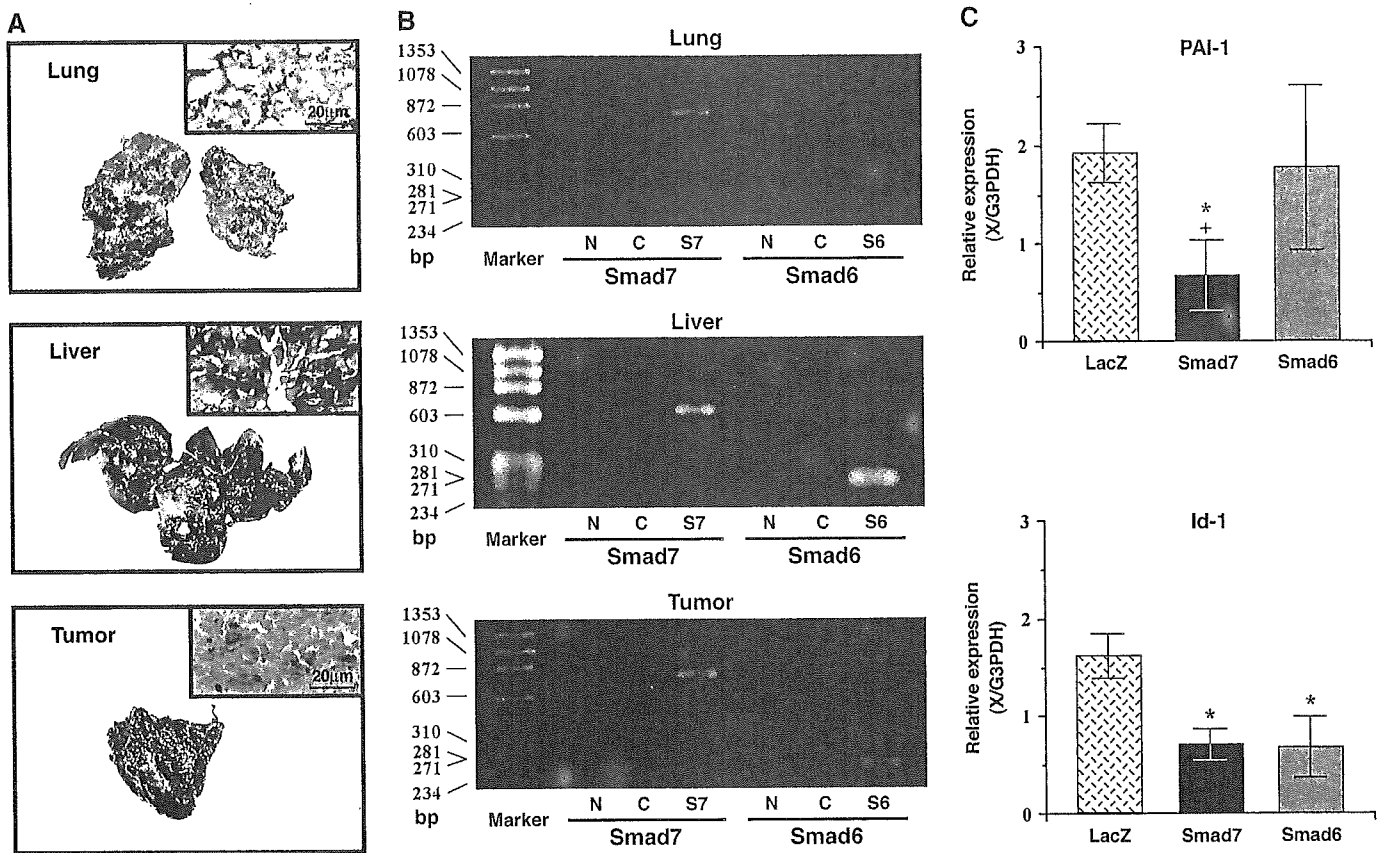 A
Lung
20μm
Liver
Tumor
20μm
B
Lung
1353
1078
872
603
310
281
271
234
bp
Marker
N C S7 N C S6
Smad7 Smad6
Liver
1353
1078
872
603
310
281
271
234
bp
Marker
N C S7 N C S6
Smad7 Smad6
Tumor
1353
1078
872
603
310
281
271
234
bp
Marker
N C S7 N C S6
Smad7 Smad6
C
PAI-1
Relative expression
(X/G3PDH)
3
2
1
0
*
+
LacZ Smad7 Smad6
Id-1
Relative expression
(X/G3PDH)
3
2
1
0
* *
LacZ Smad7 Smad6